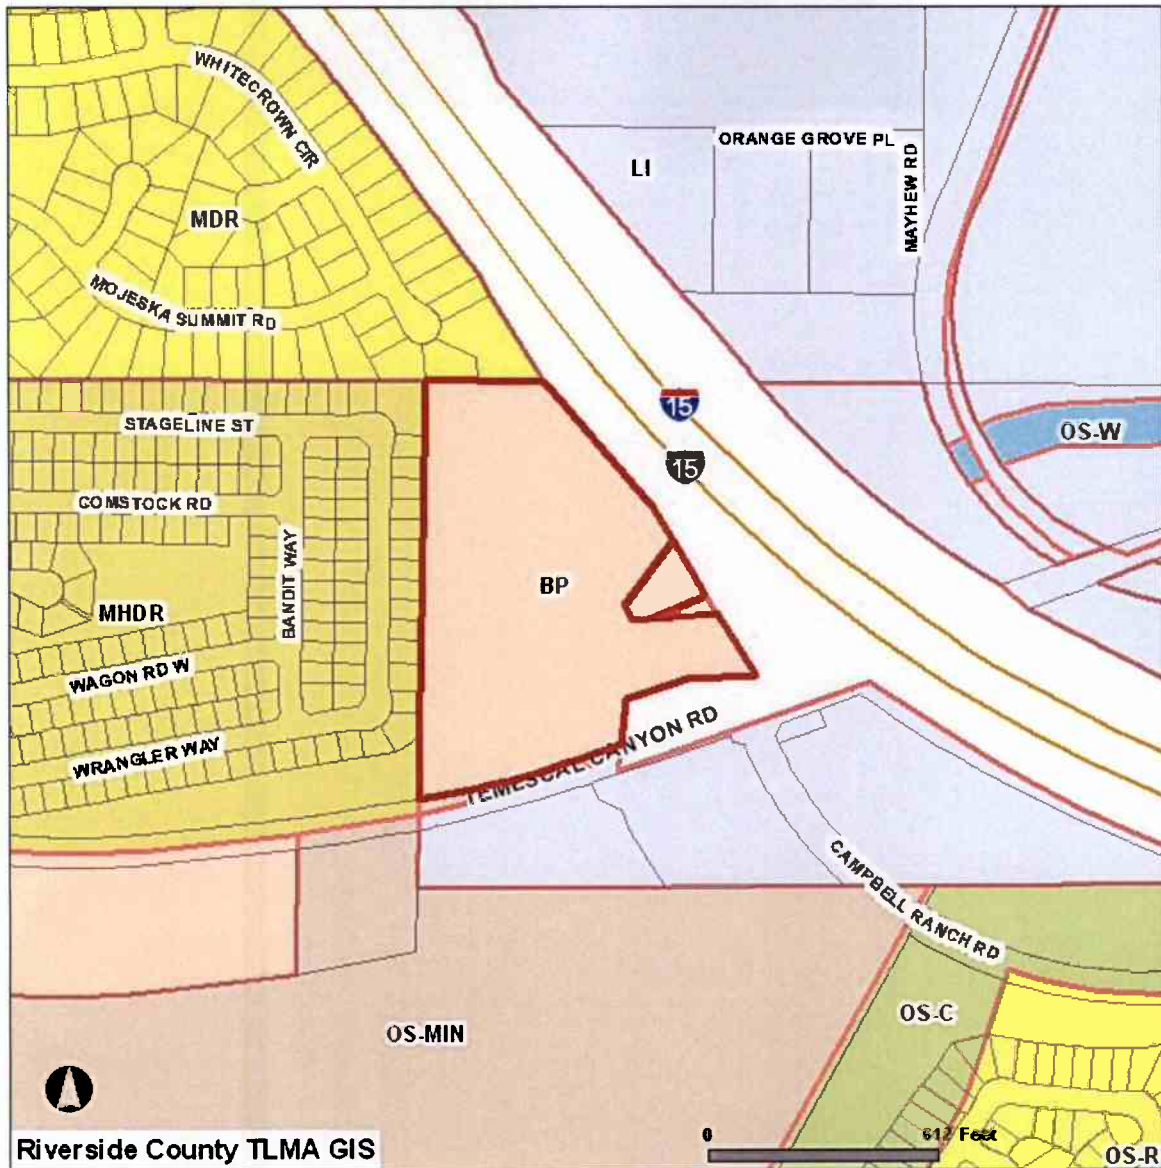 WHITECROWN CIR
ORANGE GROVE PL
LI
MAYHEW RD
MDR
MOJESKA SUMMIT RD
15
STAGELINE ST
OS-W
15
COMSTOCK RD
BANDIT WAY
BP
MHDR
WAGON RD W
TEMESCAL CANYON RD
WRANGLER WAY
CAMPBELL RANCH RD
OS-C
OS-MIN
0
612 Feet
Riverside County TLMA GIS
OS-R